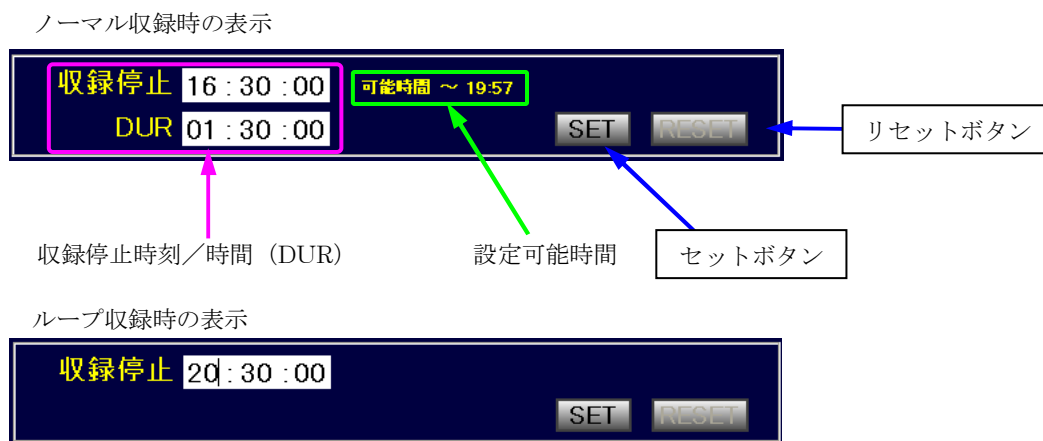 ノーマル収録時の表示
収録停止 16 : 30 : 00 可能時間 ～ 19:57
DUR 01 : 30 : 00 SET RESET リセットボタン
収録停止時刻／時間（DUR） 設定可能時間 セットボタン
ループ収録時の表示
収録停止 20 : 30 : 00
SET RESET